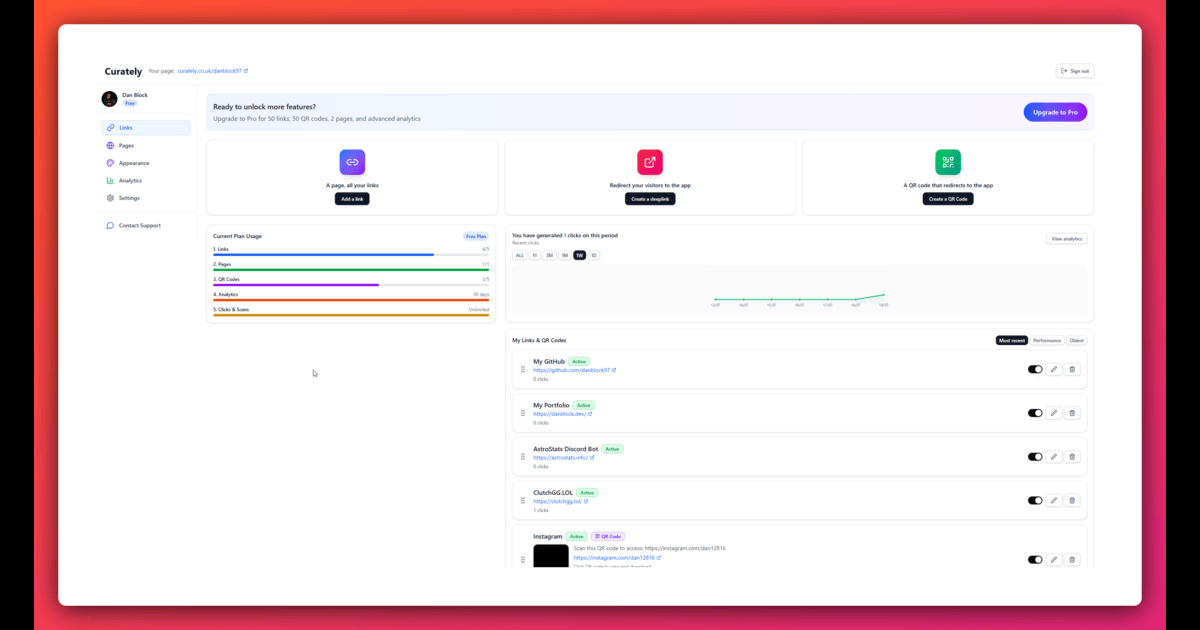 Curately
Your page: curately.co.uk/danblock97
Sign out
Dan Block
Free
Links
Pages
Appearance
Analytics
Settings
Contact Support
Ready to unlock more features?
Upgrade to Pro for 50 links, 50 QR codes, 2 pages, and advanced analytics
Upgrade to Pro
A page, all your links
Add a link
Redirect your visitors to the app
Create a deeplink
A QR code that redirects to the app
Create a QR Code
Current Plan Usage
Free Plan
1. Links
4/5
2. Pages
1/1
3. QR Codes
3/5
4. Analytics
30 days
5. Clicks & Scans
Unlimited
You have generated 1 clicks on this period
Recent clicks
View analytics
ALL 1Y 3M 1M 1W 1D
My Links & QR Codes
Most recent Performance Oldest
My GitHub Active
https://github.com/danblock97
0 clicks
My Portfolio Active
https://danblock.dev/
0 clicks
AstroStats Discord Bot Active
https://astrostats.info/
0 clicks
ClutchGG.LOL Active
https://clutchgg.lol/
1 clicks
Instagram Active QR Code
Scan this QR code to access: https://instagram.com/dan12816
https://instagram.com/dan12816